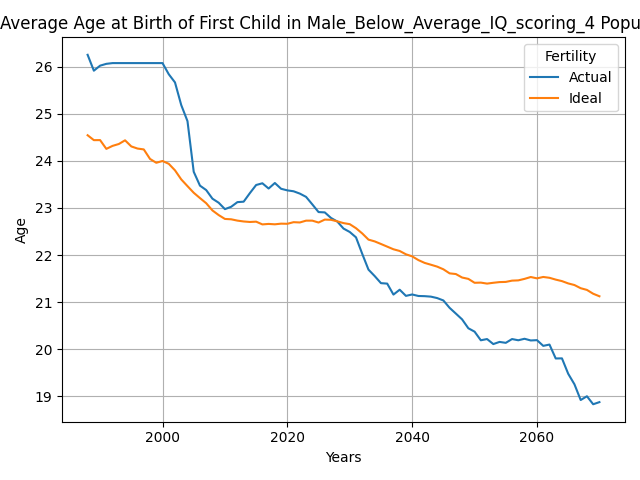 Average Age at Birth of First Child in Male_Below_Average_IQ_scoring_4 Popu
Fertility
Actual
Ideal
26
25
24
23
22
21
20
19
Age
2000
2020
2040
2060
Years